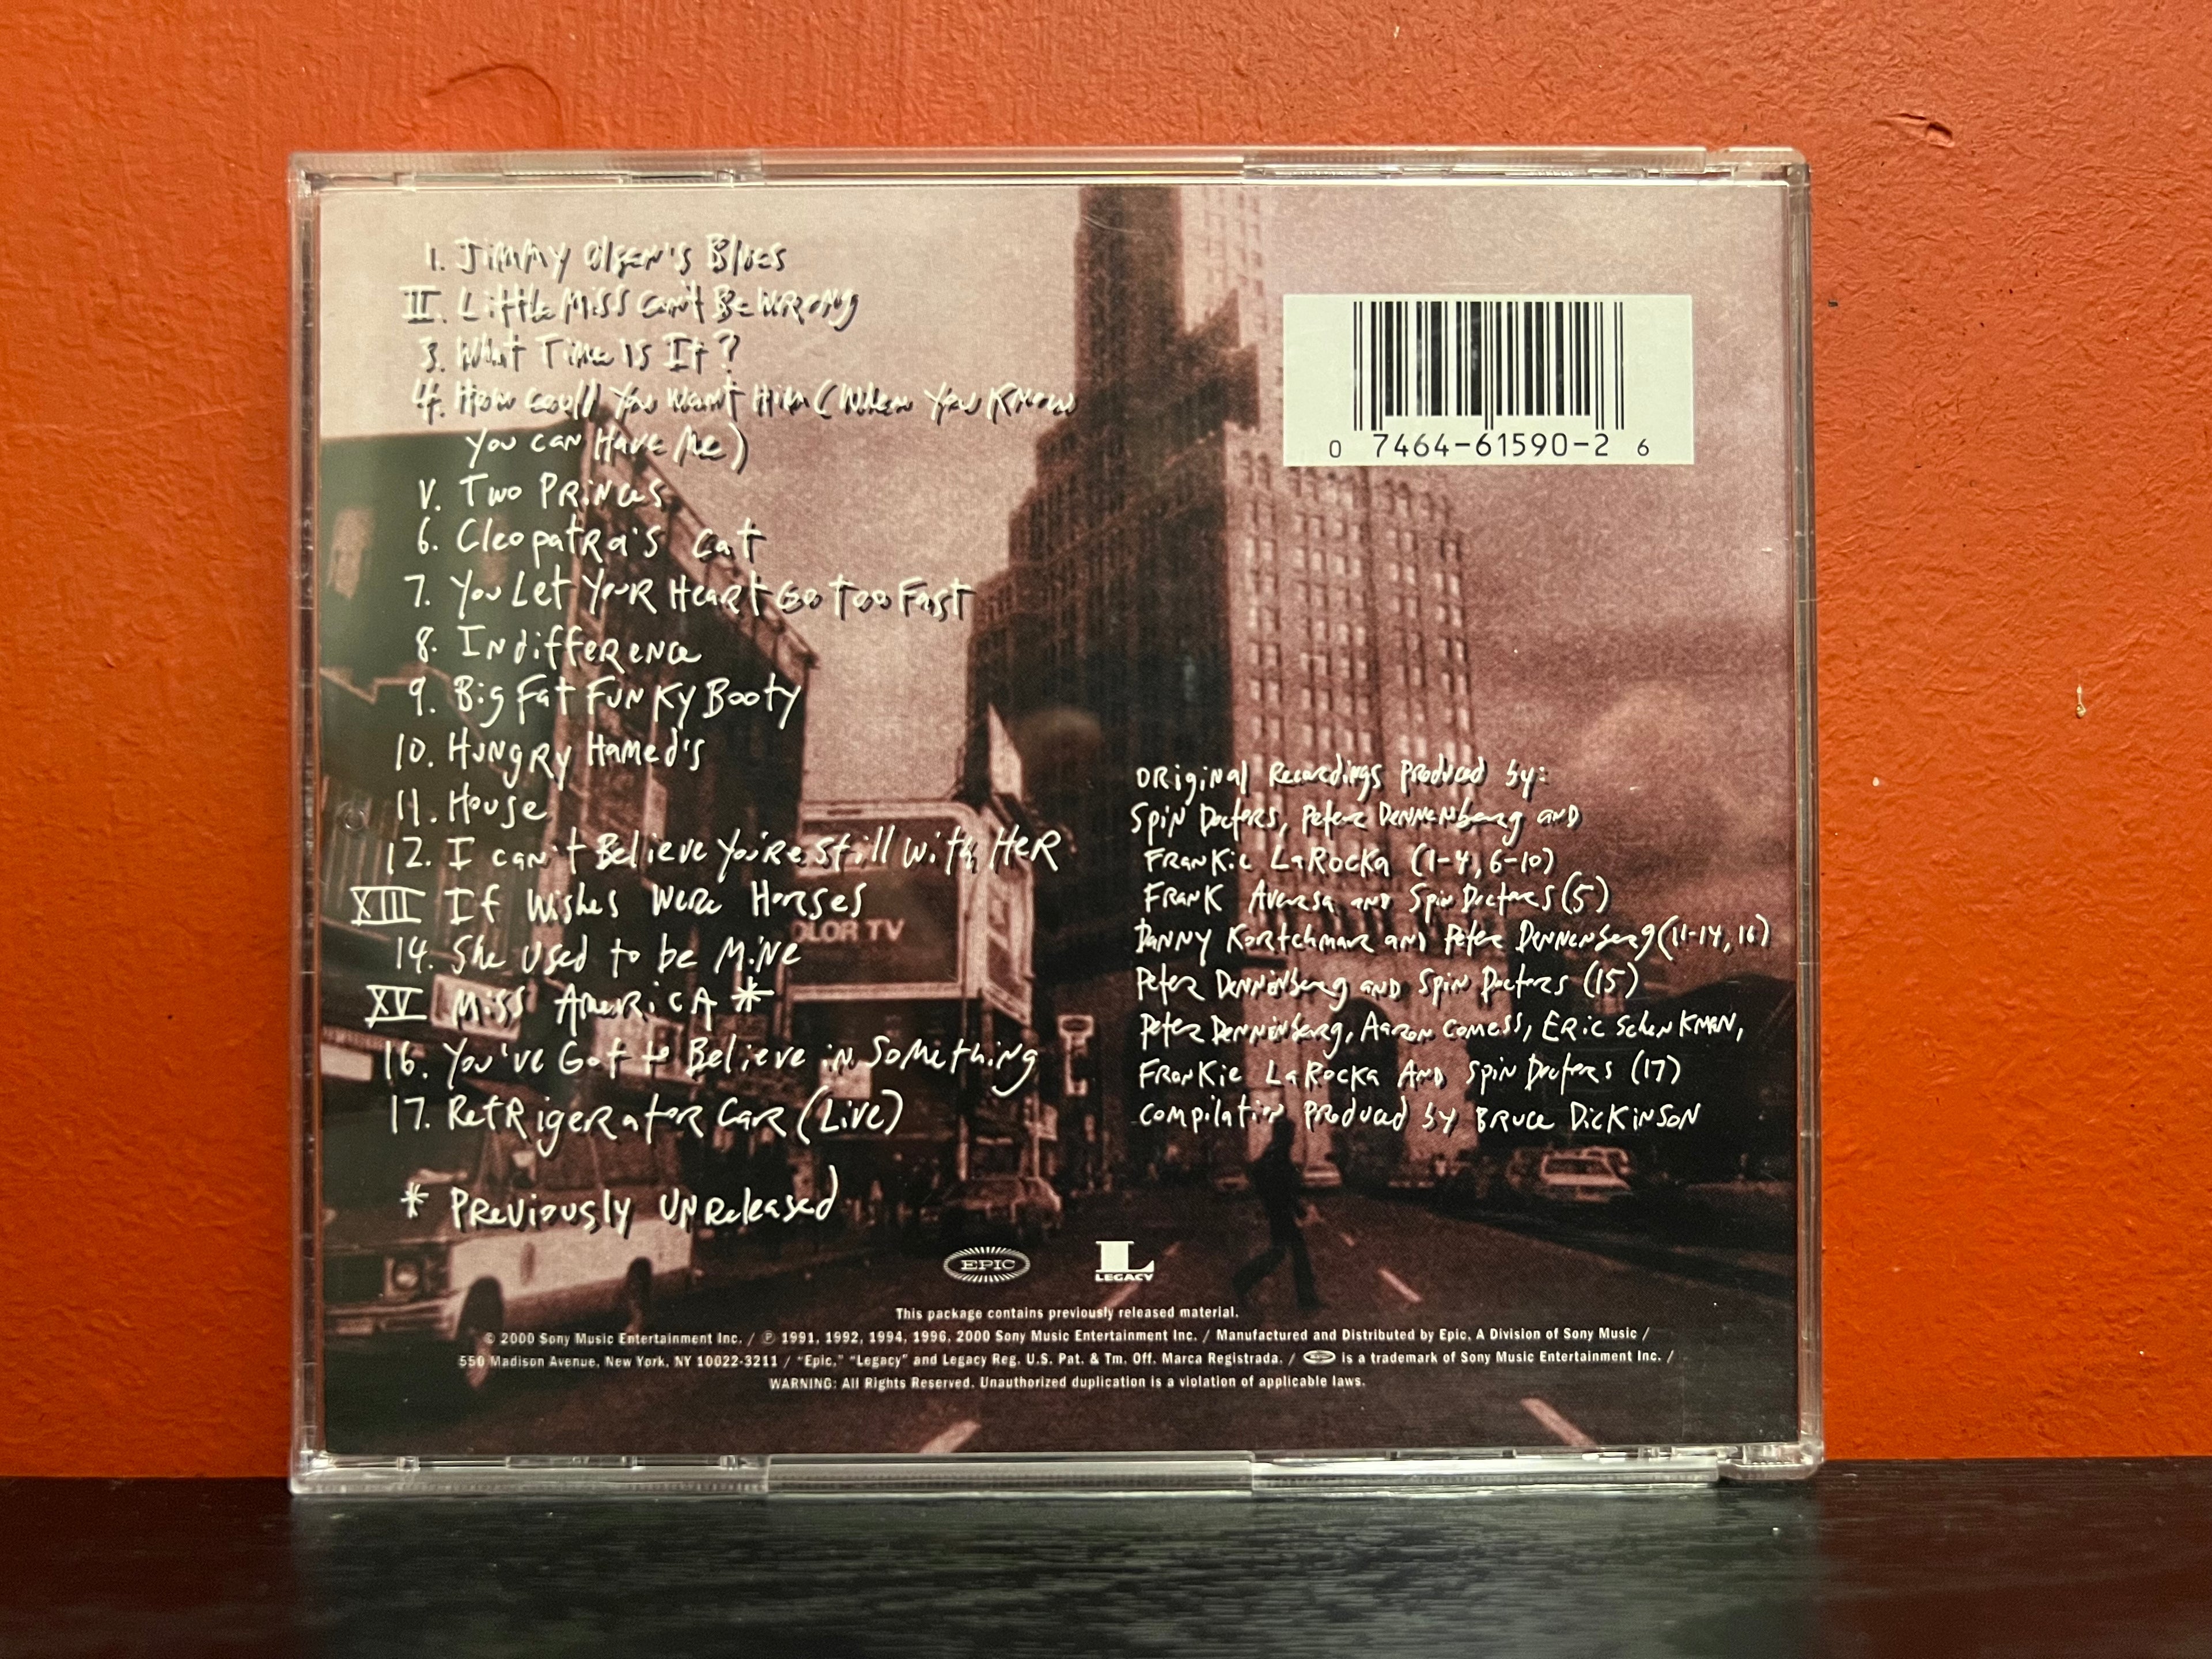 1. Jimmy Olsen's Blues
II. Little Miss Can't Be Wrong
3. What Time Is It?
4. How Could You Want Him (When You Know
You Can Have Me)
V. Two Princes
6. Cleopatra's Cat
7. You Let Your Heart Go Too Fast
8. Indifference
9. Big Fat Funky Booty
10. Hungry Hamed's
11. House
12. I Can't Believe You're Still With Her
XIII If Wishes Were Horses
14. She Used to be Mine
XV Miss America *
16. You've Got to Believe in Something
17. Refrigerator Car (Live)
* Previously Unreleased
0 7464-61590-2 6
OLOR TV
Original Recordings Produced by:
Spin Doctors, Peter Dennenberg and
Frankie LaRocka (1-4, 6-10)
Frank Aversa and Spin Doctors (5)
Danny Kortchmar and Peter Dennenberg (11-14, 16)
Peter Denninberg and Spin Doctors (15)
Peter Denninberg, Aaron Comess, Eric Schenkman,
Frankie LaRocka And Spin Doctors (17)
Compilation Produced by Bruce Dickinson
EPIC
L
LEGACY
This package contains previously released material.
© 2000 Sony Music Entertainment Inc. / ℗ 1991, 1992, 1994, 1996, 2000 Sony Music Entertainment Inc. / Manufactured and Distributed by Epic, A Division of Sony Music /
550 Madison Avenue, New York, NY 10022-3211 / "Epic," "Legacy" and Legacy Reg. U.S. Pat. & Tm. Off. Marca Registrada. / EPIC is a trademark of Sony Music Entertainment Inc. /
WARNING: All Rights Reserved. Unauthorized duplication is a violation of applicable laws.